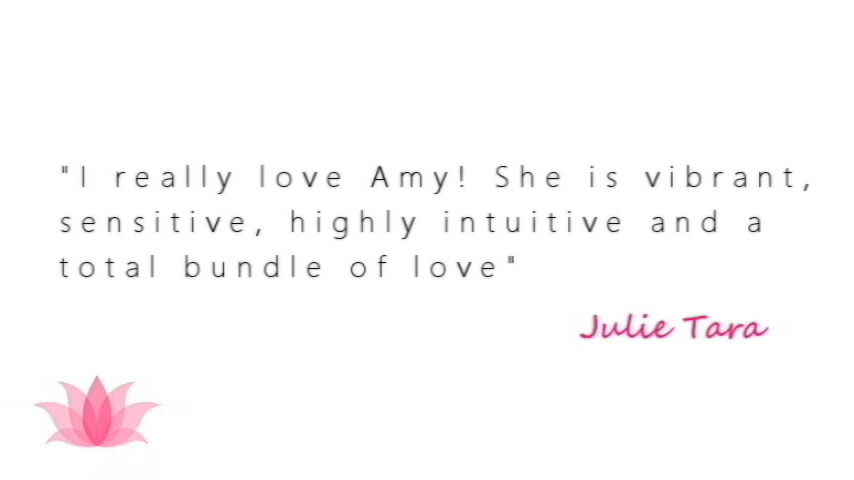 "I really love Amy! She is vibrant,
sensitive, highly intuitive and a
total bundle of love"
Julie Tara